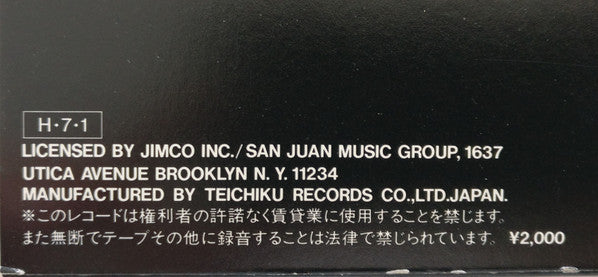 H・7・1
LICENSED BY JIMCO INC./SAN JUAN MUSIC GROUP, 1637
UTICA AVENUE BROOKLYN N. Y. 11234
MANUFACTURED BY TEICHIKU RECORDS CO.,LTD.JAPAN.
※このレコードは権利者の許諾なく賃貸業に使用することを禁じます。
また無断でテープその他に録音することは法律で禁じられています。 ¥2,000